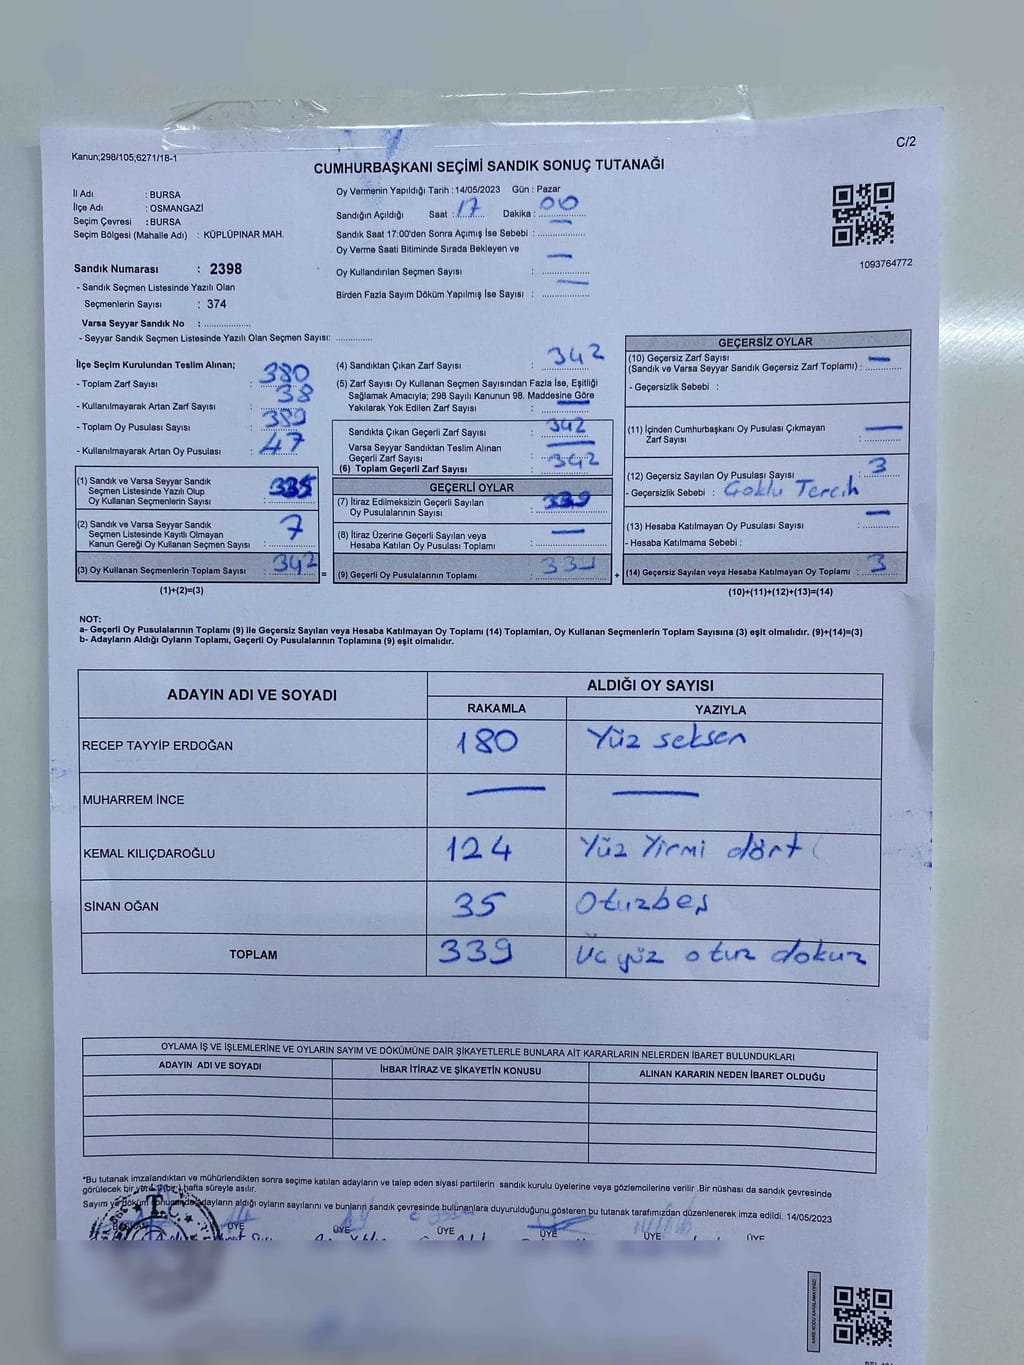 Kanun;298/105;6271/18-1
C/2
CUMHURBAŞKANI SEÇİMİ SANDIK SONUÇ TUTANAĞI
İl Adı : BURSA
İlçe Adı : OSMANGAZİ
Seçim Çevresi : BURSA
Seçim Bölgesi (Mahalle Adı) : KÜPLÜPINAR MAH.
Sandık Numarası : 2398
- Sandık Seçmen Listesinde Yazılı Olan
Seçmenlerin Sayısı : 374
Varsa Seyyar Sandık No : ..................
- Seyyar Sandık Seçmen Listesinde Yazılı Olan Seçmen Sayısı: ..............
Oy Vermenin Yapıldığı Tarih : 14/05/2023 Gün : Pazar
Sandığın Açıldığı Saat : 17 Dakika : 00
Sandık Saat 17:00'den Sonra Açımış İse Sebebi : —
Oy Verme Saati Bitiminde Sırada Bekleyen ve
Oy Kullandırılan Seçmen Sayısı : —
Birden Fazla Sayım Döküm Yapılmış İse Sayısı : —
1093764772
İlçe Seçim Kurulundan Teslim Alınan;
- Toplam Zarf Sayısı : 380
- Kullanılmayarak Artan Zarf Sayısı : 38
- Toplam Oy Pusulası Sayısı : 389
- Kullanılmayarak Artan Oy Pusulası : 47
(1) Sandık ve Varsa Seyyar Sandık
Seçmen Listesinde Yazılı Olup
Oy Kullanan Seçmenlerin Sayısı : 335
(2) Sandık ve Varsa Seyyar Sandık
Seçmen Listesinde Kayıtlı Olmayan
Kanun Gereği Oy Kullanan Seçmen Sayısı : 7
(3) Oy Kullanan Seçmenlerin Toplam Sayısı : 342
(1)+(2)=(3)
(4) Sandıktan Çıkan Zarf Sayısı : 342
(5) Zarf Sayısı Oy Kullanan Seçmen Sayısından Fazla İse, Eşitliği
Sağlamak Amacıyla; 298 Sayılı Kanunun 98. Maddesine Göre
Yakılarak Yok Edilen Zarf Sayısı : —
Sandıkta Çıkan Geçerli Zarf Sayısı : 342
Varsa Seyyar Sandıktan Teslim Alınan
Geçerli Zarf Sayısı : —
(6) Toplam Geçerli Zarf Sayısı : 342
GEÇERLİ OYLAR
(7) İtiraz Edilmeksizin Geçerli Sayılan
Oy Pusulalarının Sayısı : 339
(8) İtiraz Üzerine Geçerli Sayılan veya
Hesaba Katılan Oy Pusulası Toplamı : —
= (9) Geçerli Oy Pusulalarının Toplamı : 339
GEÇERSİZ OYLAR
(10) Geçersiz Zarf Sayısı
(Sandık ve Varsa Seyyar Sandık Geçersiz Zarf Toplamı) : —
- Geçersizlik Sebebi :
(11) İçinden Cumhurbaşkanı Oy Pusulası Çıkmayan
Zarf Sayısı : —
(12) Geçersiz Sayılan Oy Pusulası Sayısı : 3
- Geçersizlik Sebebi : Çoklu Tercih
(13) Hesaba Katılmayan Oy Pusulası Sayısı : —
- Hesaba Katılmama Sebebi :
+ (14) Geçersiz Sayılan veya Hesaba Katılmayan Oy Toplamı : 3
(10)+(11)+(12)+(13)=(14)
NOT:
a- Geçerli Oy Pusulalarının Toplamı (9) ile Geçersiz Sayılan veya Hesaba Katılmayan Oy Toplamı (14) Toplamları, Oy Kullanan Seçmenlerin Toplam Sayısına (3) eşit olmalıdır. (9)+(14)=(3)
b- Adayların Aldığı Oyların Toplamı, Geçerli Oy Pusulalarının Toplamına (9) eşit olmalıdır.
ADAYIN ADI VE SOYADI
ALDIĞI OY SAYISI
RAKAMLA YAZIYLA
RECEP TAYYİP ERDOĞAN 180 Yüz seksen
MUHARREM İNCE — —
KEMAL KILIÇDAROĞLU 124 Yüz Yirmi dört
SİNAN OĞAN 35 Otuzbeş
TOPLAM 339 Üç yüz otuz dokuz
OYLAMA İŞ VE İŞLEMLERİNE VE OYLARIN SAYIM VE DÖKÜMÜNE DAİR ŞİKAYETLERLE BUNLARA AİT KARARLARIN NELERDEN İBARET BULUNDUKLARI
ADAYIN ADI VE SOYADI İHBAR İTİRAZ VE ŞİKAYETİN KONUSU ALINAN KARARIN NEDEN İBARET OLDUĞU
*Bu tutanak imzalandıktan ve mühürlendikten sonra seçime katılan adayların ve talep eden siyasi partilerin sandık kurulu üyelerine veya gözlemcilerine verilir .Bir nüshası da sandık çevresinde
görülecek bir yere 1(bir) hafta süreyle asılır.
Sayım ve döküm sonucunda adayların aldığı oyların sayılarını ve bunların sandık çevresinde bulunanlara duyurulduğunu gösteren bu tutanak tarafımızdan düzenlenerek imza edildi. 14/05/2023
T.C.
ÜYE ÜYE ÜYE ÜYE ÜYE ÜYE